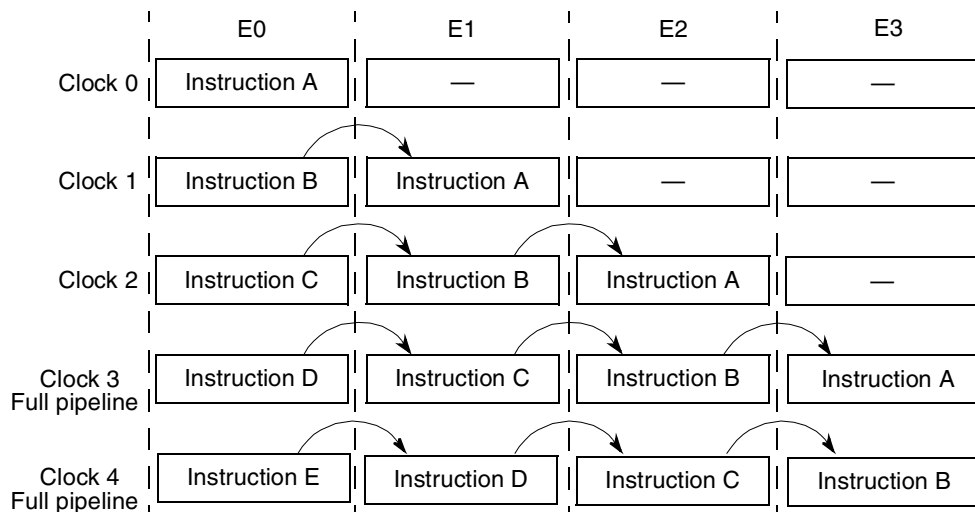 E0 E1 E2 E3
Clock 0 Instruction A — — —
Clock 1 Instruction B Instruction A — —
Clock 2 Instruction C Instruction B Instruction A —
Clock 3 Instruction D Instruction C Instruction B Instruction A
Full pipeline
Clock 4 Instruction E Instruction D Instruction C Instruction B
Full pipeline